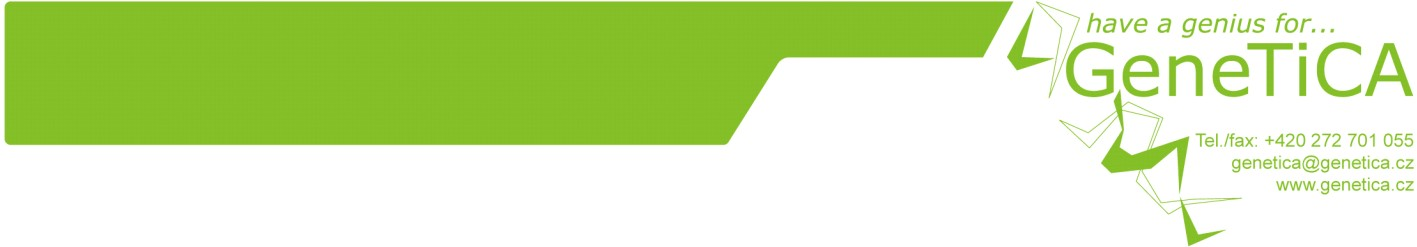 have a genius for...
GeneTiCA
Tel./fax: +420 272 701 055
genetica@genetica.cz
www.genetica.cz